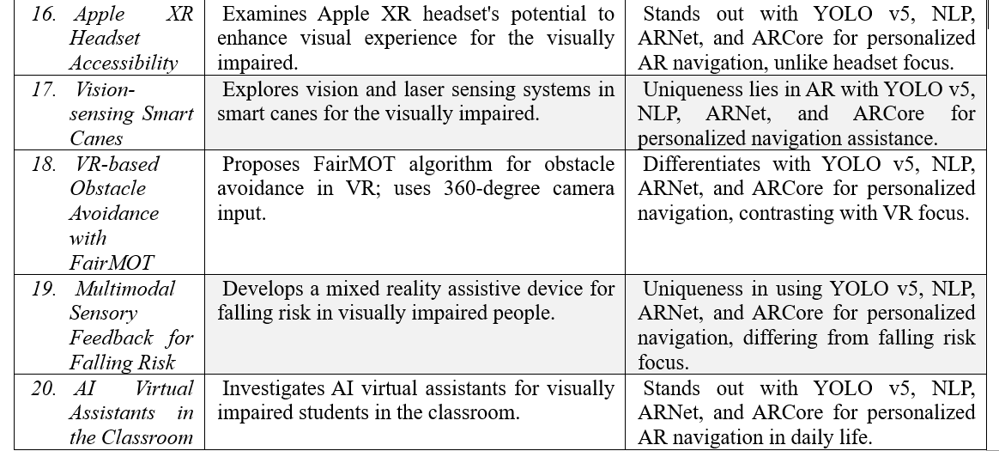 16. Apple XR
Headset
Accessibility
Examines Apple XR headset's potential to
enhance visual experience for the visually
impaired.
Stands out with YOLO v5, NLP,
ARNet, and ARCore for personalized
AR navigation, unlike headset focus.
17. Vision-
sensing Smart
Canes
Explores vision and laser sensing systems in
smart canes for the visually impaired.
Uniqueness lies in AR with YOLO v5,
NLP, ARNet, and ARCore for
personalized navigation assistance.
18. VR-based
Obstacle
Avoidance
with
FairMOT
Proposes FairMOT algorithm for obstacle
avoidance in VR; uses 360-degree camera
input.
Differentiates with YOLO v5, NLP,
ARNet, and ARCore for personalized
navigation, contrasting with VR focus.
19. Multimodal
Sensory
Feedback for
Falling Risk
Develops a mixed reality assistive device for
falling risk in visually impaired people.
Uniqueness in using YOLO v5, NLP,
ARNet, and ARCore for personalized
navigation, differing from falling risk
focus.
20. AI Virtual
Assistants in
the Classroom
Investigates AI virtual assistants for visually
impaired students in the classroom.
Stands out with YOLO v5, NLP,
ARNet, and ARCore for personalized
AR navigation in daily life.